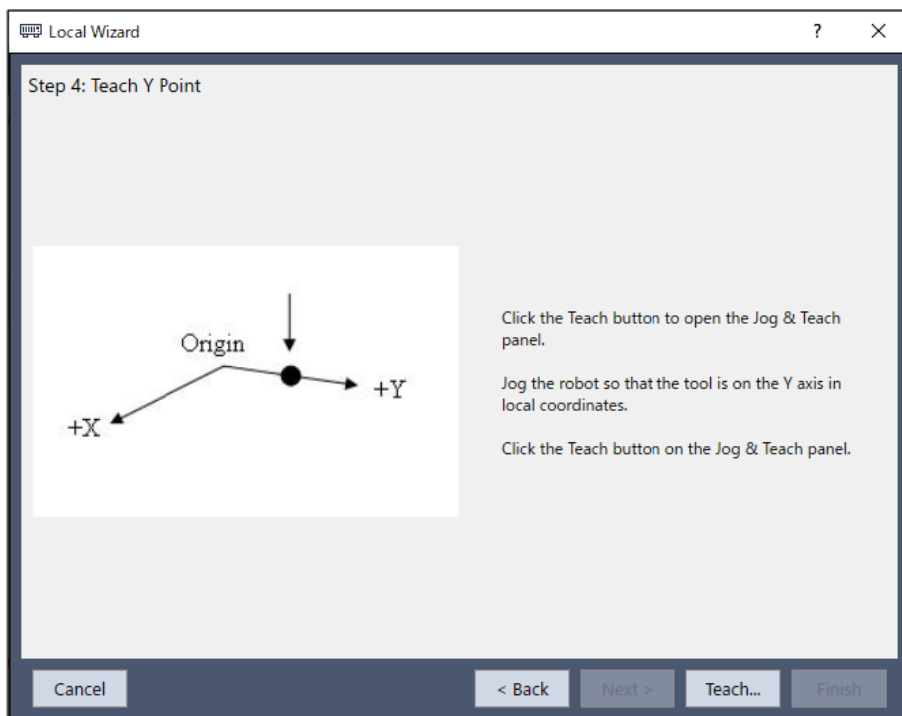 Local Wizard
?
Step 4: Teach Y Point
Origin
+X
+Y
Click the Teach button to open the Jog & Teach
panel.
Jog the robot so that the tool is on the Y axis in
local coordinates.
Click the Teach button on the Jog & Teach panel.
Cancel
< Back
Next >
Teach...
Finish